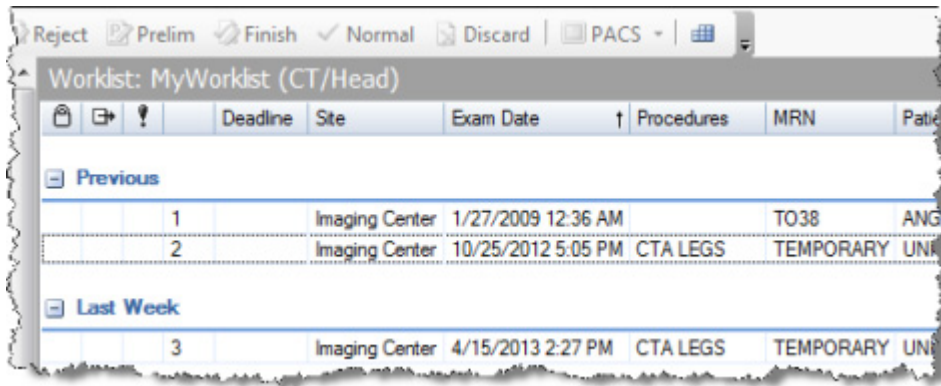 Reject Prelim Finish Normal Discard PACS
Worklist: MyWorklist (CT/Head)
Deadline Site Exam Date Procedures MRN
Previous
1 Imaging Center 1/27/2009 12:36 AM TO38 ANG
2 Imaging Center 10/25/2012 5:05 PM CTA LEGS TEMPORARY
Last Week
3 Imaging Center 4/15/2013 2:27 PM CTA LEGS TEMPORARY